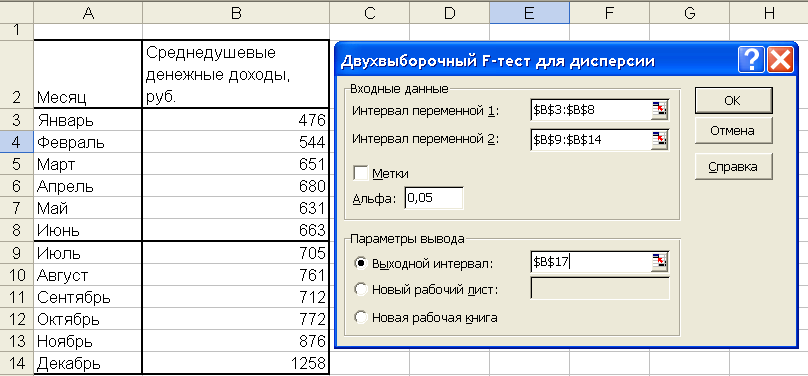 A B C D E F G H
1
Среднедушевые
денежные доходы,
2 Месяц руб.
3 Январь 476
4 Февраль 544
5 Март 651
6 Апрель 680
7 Май 631
8 Июнь 663
9 Июль 705
10 Август 761
11 Сентябрь 712
12 Октябрь 772
13 Ноябрь 876
14 Декабрь 1258
Двухвыборочный F-тест для дисперсии ? X
Входные данные
Интервал переменной 1: $B$3:$B$8
Интервал переменной 2: $B$9:$B$14
Метки
Альфа: 0,05
Параметры вывода
Выходной интервал: $B$17
Новый рабочий лист:
Новая рабочая книга
ОК
Отмена
Справка